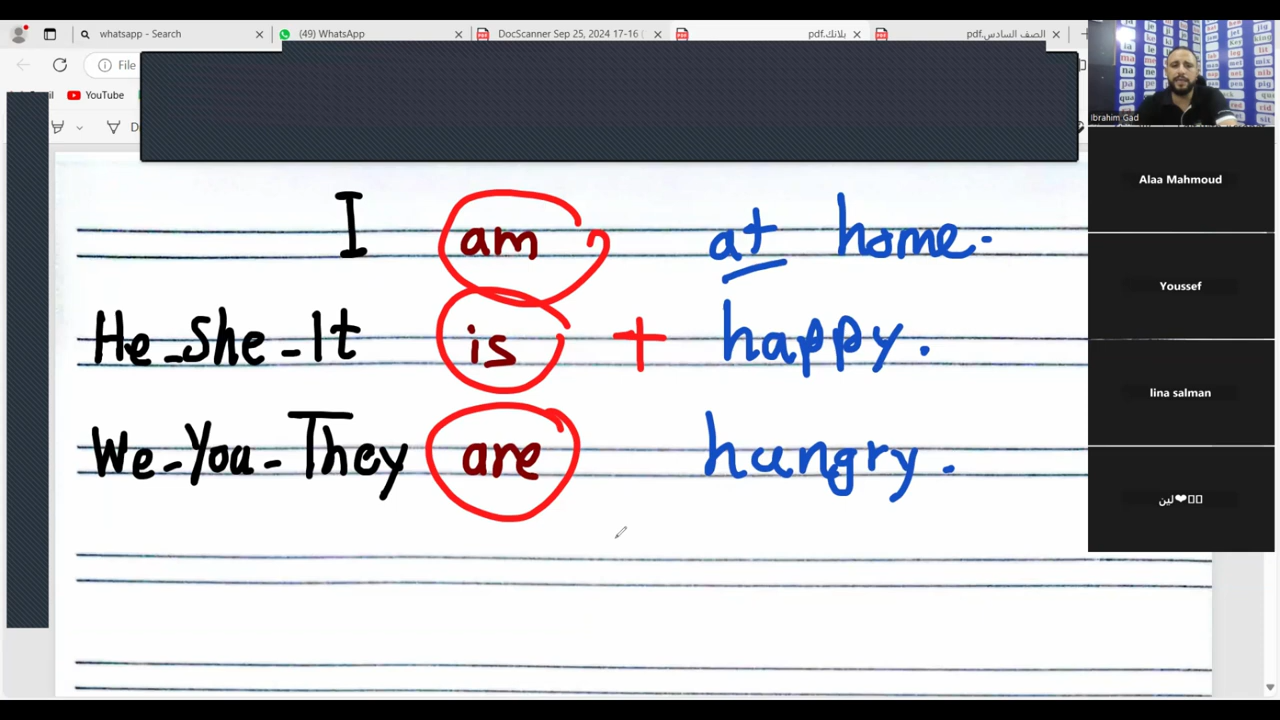 whatsapp - Search
(49) WhatsApp
DocScanner Sep 25, 2024 17-16
بلانك.pdf
الصف السادس.pdf
File
YouTube
Ibrahim Gad
Alaa Mahmoud
Youssef
lina salman
لين❤
I am at home.
He - She - It is + happy.
We - You - They are hungry.